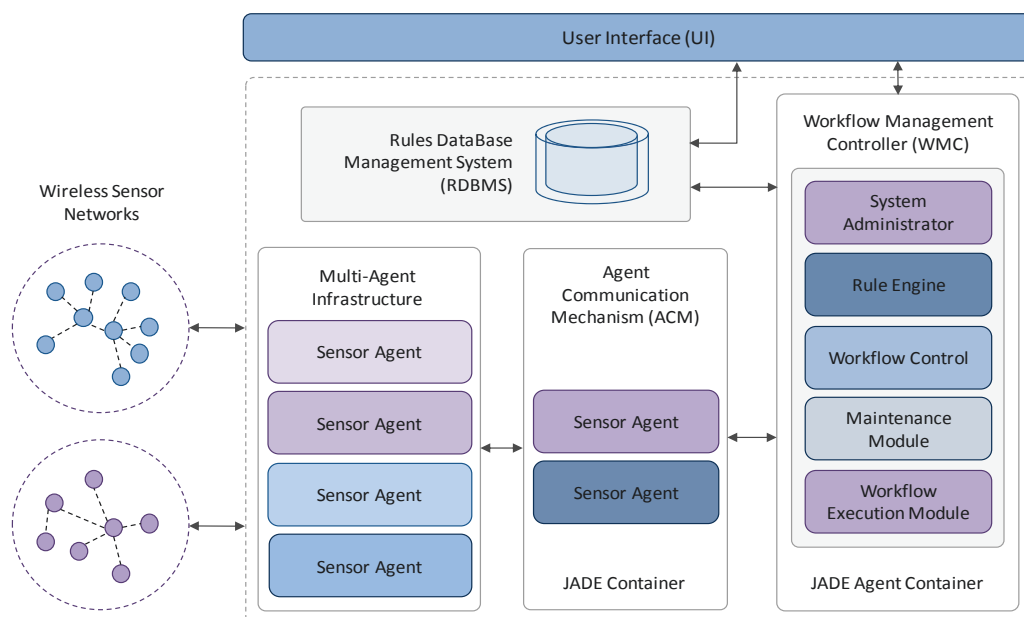 User Interface (UI)
Rules DataBase
Management System
(RDBMS)
Workflow Management
Controller (WMC)
System
Administrator
Rule Engine
Workflow Control
Maintenance
Module
Workflow
Execution Module
JADE Agent Container
Wireless Sensor
Networks
Multi-Agent
Infrastructure
Sensor Agent
Sensor Agent
Sensor Agent
Sensor Agent
Agent
Communication
Mechanism (ACM)
Sensor Agent
Sensor Agent
JADE Container